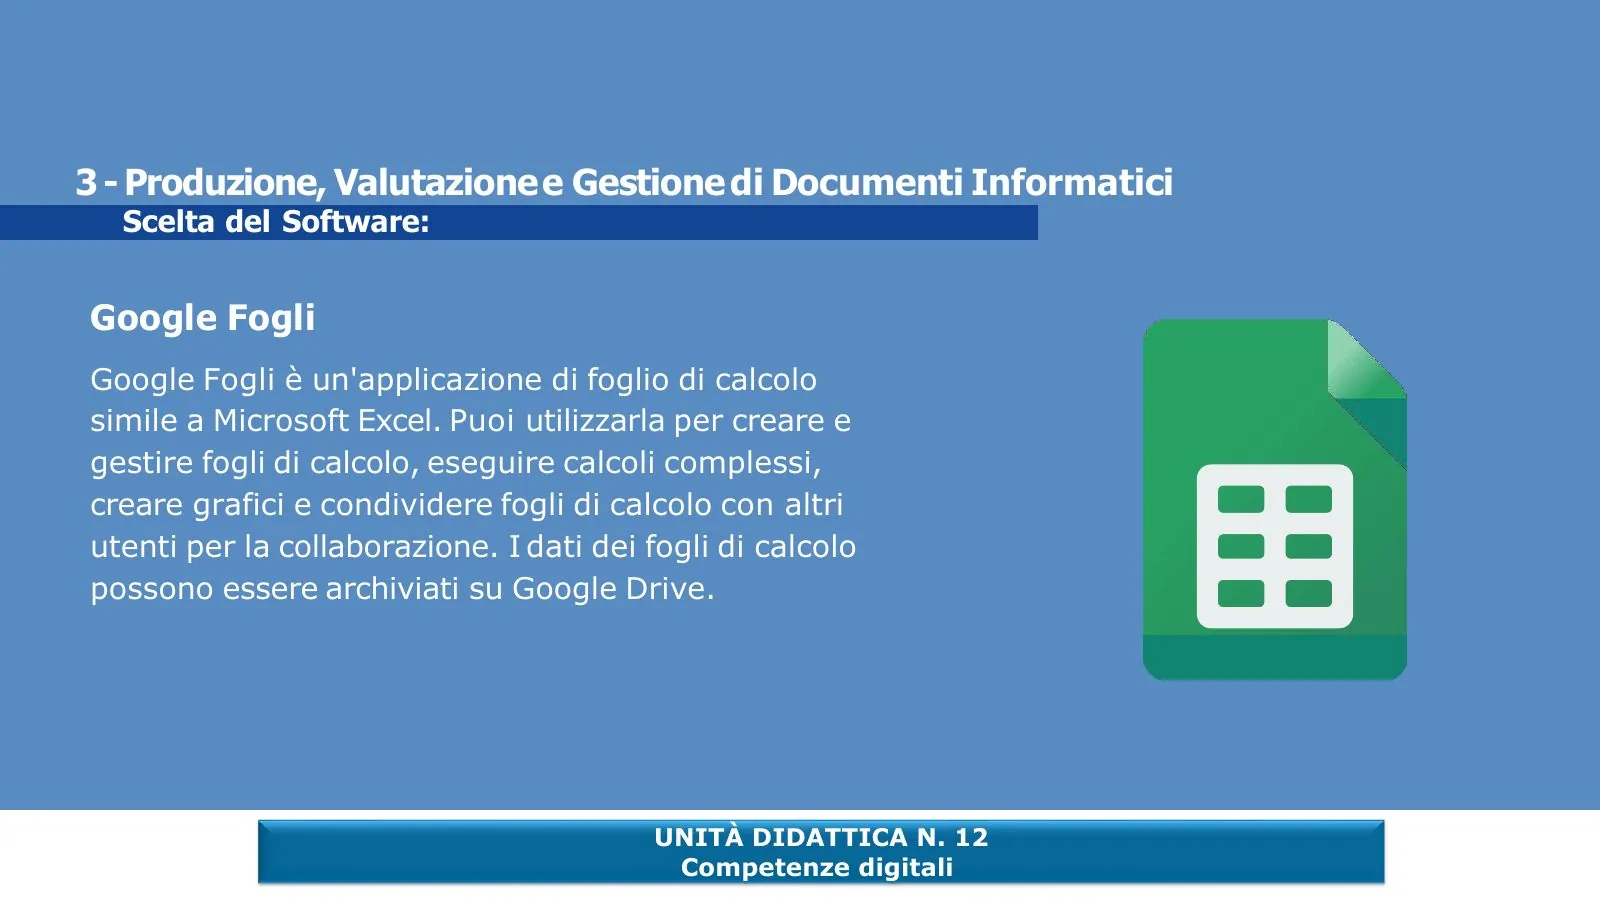 3 - Produzione, Valutazione e Gestione di Documenti Informatici
Scelta del Software:
Google Fogli
Google Fogli è un'applicazione di foglio di calcolo
simile a Microsoft Excel. Puoi utilizzarla per creare e
gestire fogli di calcolo, eseguire calcoli complessi,
creare grafici e condividere fogli di calcolo con altri
utenti per la collaborazione. I dati dei fogli di calcolo
possono essere archiviati su Google Drive.
UNITÀ DIDATTICA N. 12
Competenze digitali